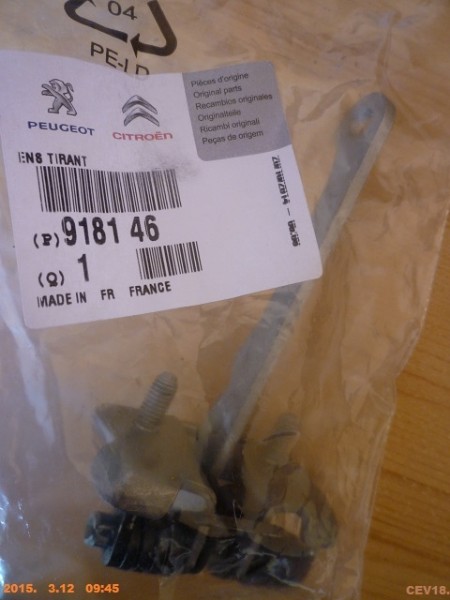 04
PE-LD
PEUGEOT
CITROËN
Pièces d'origine
Original parts
Recambios originales
Originalteile
Ricambi originali
Peças de origem
ENS TIRANT
(P) 9181 46
(Q) 1
MADE IN FR FRANCE
2015. 3.12 09:45
CEV18.